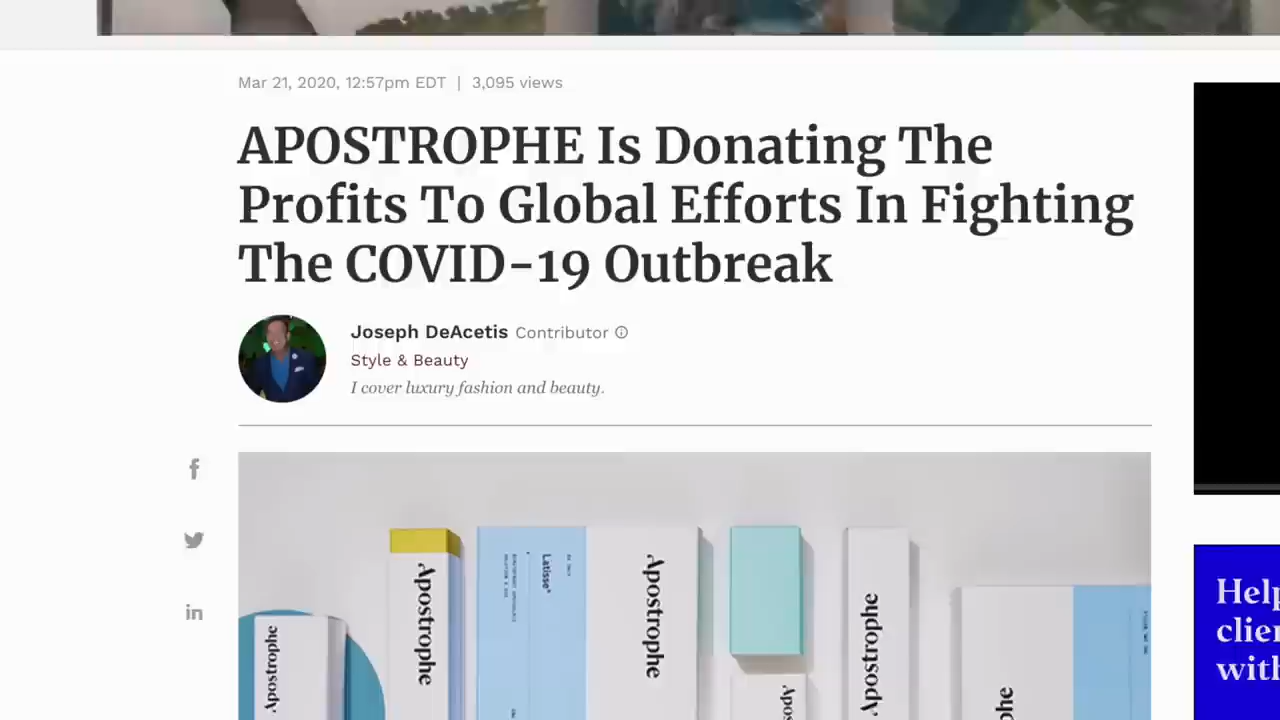 Mar 21, 2020, 12:57pm EDT | 3,095 views
APOSTROPHE Is Donating The
Profits To Global Efforts In Fighting
The COVID-19 Outbreak
Joseph DeAcetis Contributor
Style & Beauty
I cover luxury fashion and beauty.
f
in
Apostrophe
Apostrophe
Latisse®
Apostrophe
Apostrophe
Help
clien
with